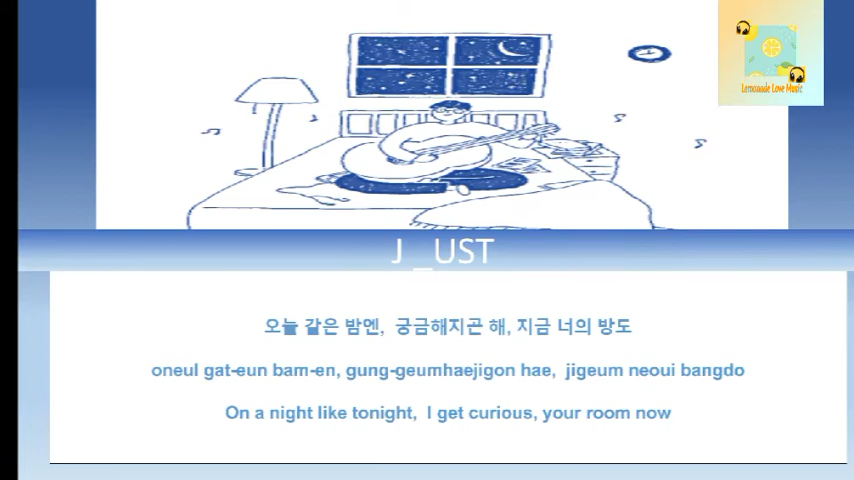 Lemonade Love Music
J _UST
오늘 같은 밤엔, 궁금해지곤 해, 지금 너의 방도
oneul gat-eun bam-en, gung-geumhaejigon hae, jigeum neoui bangdo
On a night like tonight, I get curious, your room now